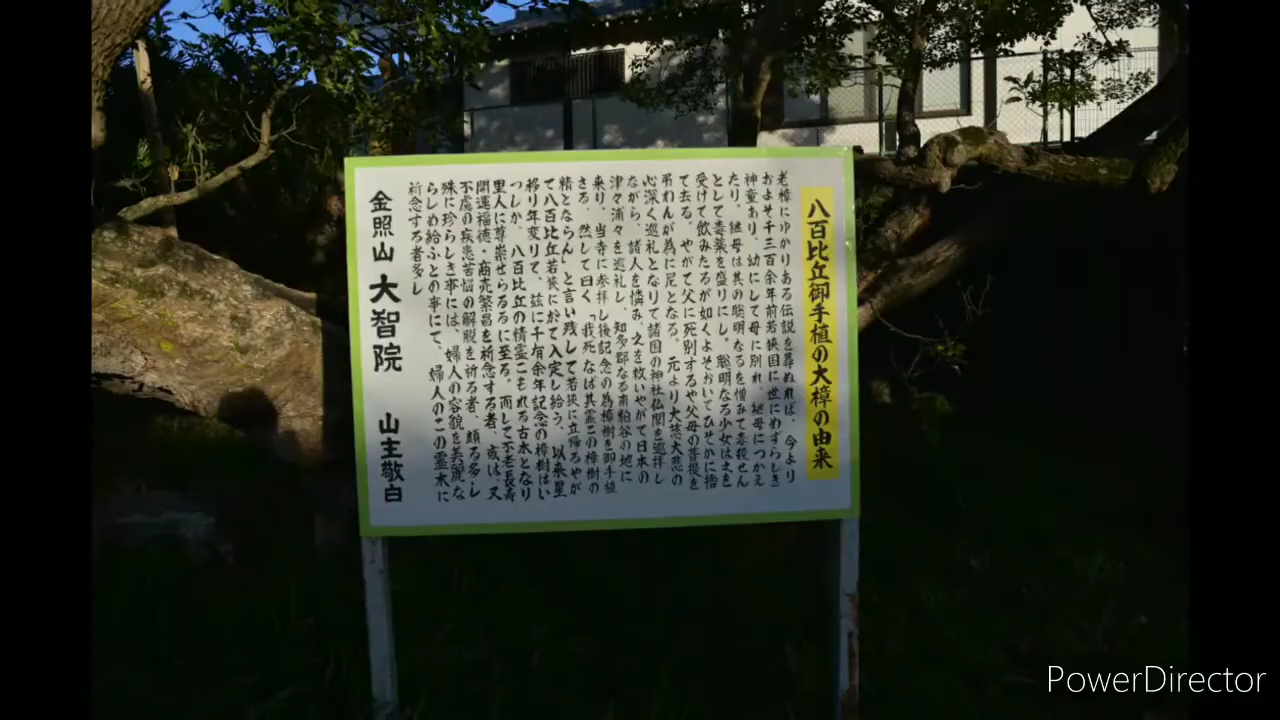 八百比丘御手植の大樟の由来
老樟にゆかりある伝説を尋ぬれば、今より
およそ千三百余年前若狭国に世にめずらしき
神童あり、幼にして母に別れ、継母につかえ
たり、継母は其の聡明なるを憎みて毒殺せん
として毒薬を盛りにし。聡明なる少女は之を
受けて飲みたるが如くよそおいてひそかに捨
て去る。やがて父に死別するや父母の菩提を
弔わんが為に尼となる。元より大慈大悲の
心深く巡礼となりて諸国の神社仏閣を巡拝し
ながら、諸人を憐み、之を救いやがて日本の
津々浦々を巡礼し、知多郡なる南粕谷の地に
来り、当寺に参拝し後記念の為樟樹を御手植
さる。然して曰く、「我死なば其霊この樟樹の
精とならん」と言い残して若狭に立帰るやが
て八百比丘若狭に於て入定し給う。以来星
移り年変りて、茲に千有余年記念の樟樹はい
つしか、八百比丘の精霊こもれる古木となり
里人に尊崇せらるるに至る。而して不老長寿
開運福徳・商売繁昌を祈念する者、或は、又
不慮の疾患苦悩の解脱を祈る者、頗る多し
殊に珍らしき事には、婦人の容貌を美麗な
らしめ給ふとの事にて、婦人のこの霊木に
祈念する者多し
金照山 大智院 山主敬白
PowerDirector